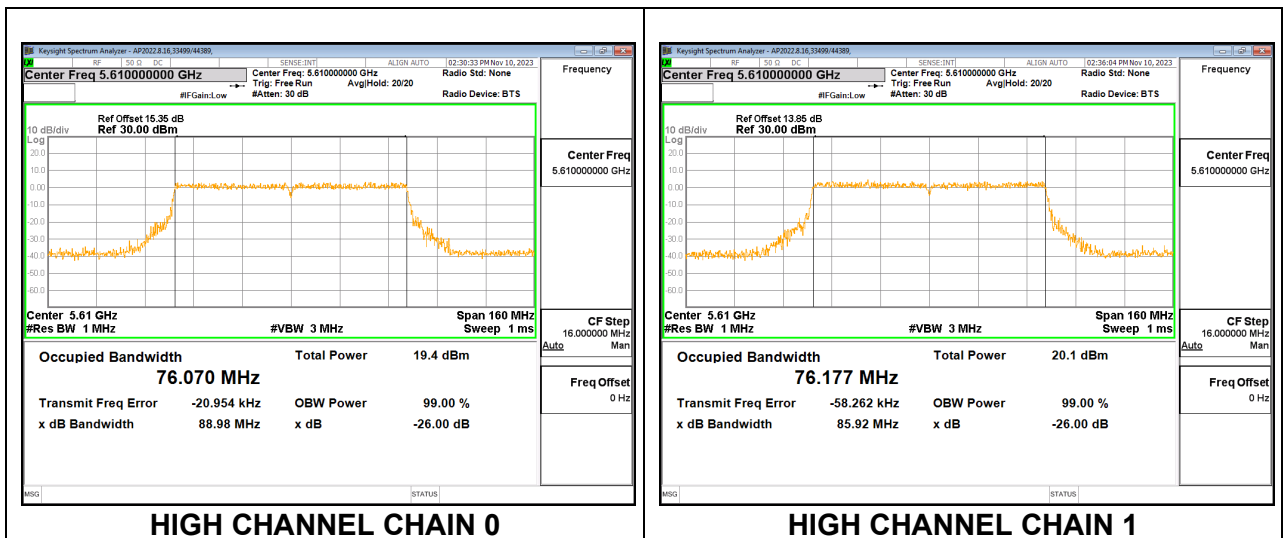 Keysight Spectrum Analyzer - AP2022.8.16,33499/44389,
LXI RF 50 Ω DC SENSE:INT ALIGN AUTO 02:30:33 PM Nov 10, 2023
Center Freq 5.610000000 GHz
Center Freq: 5.610000000 GHz
Radio Std: None
Trig: Free Run
Avg|Hold: 20/20
#IFGain:Low
#Atten: 30 dB
Radio Device: BTS
Frequency
Ref Offset 15.35 dB
10 dB/div Ref 30.00 dBm
Log
20.0
10.0
0.00
-10.0
-20.0
-30.0
-40.0
-50.0
-60.0
Center 5.61 GHz
Span 160 MHz
#Res BW 1 MHz
#VBW 3 MHz
Sweep 1 ms
Center Freq
5.610000000 GHz
CF Step
16.000000 MHz
Auto Man
Freq Offset
0 Hz
Occupied Bandwidth
76.070 MHz
Total Power 19.4 dBm
Transmit Freq Error -20.954 kHz OBW Power 99.00 %
x dB Bandwidth 88.98 MHz x dB -26.00 dB
MSG STATUS
HIGH CHANNEL CHAIN 0
Keysight Spectrum Analyzer - AP2022.8.16,33499/44389,
LXI RF 50 Ω DC SENSE:INT ALIGN AUTO 02:36:04 PM Nov 10, 2023
Center Freq 5.610000000 GHz
Center Freq: 5.610000000 GHz
Radio Std: None
Trig: Free Run
Avg|Hold: 20/20
#IFGain:Low
#Atten: 30 dB
Radio Device: BTS
Frequency
Ref Offset 13.85 dB
10 dB/div Ref 30.00 dBm
Log
20.0
10.0
0.00
-10.0
-20.0
-30.0
-40.0
-50.0
-60.0
Center 5.61 GHz
Span 160 MHz
#Res BW 1 MHz
#VBW 3 MHz
Sweep 1 ms
Center Freq
5.610000000 GHz
CF Step
16.000000 MHz
Auto Man
Freq Offset
0 Hz
Occupied Bandwidth
76.177 MHz
Total Power 20.1 dBm
Transmit Freq Error -58.262 kHz OBW Power 99.00 %
x dB Bandwidth 85.92 MHz x dB -26.00 dB
MSG STATUS
HIGH CHANNEL CHAIN 1